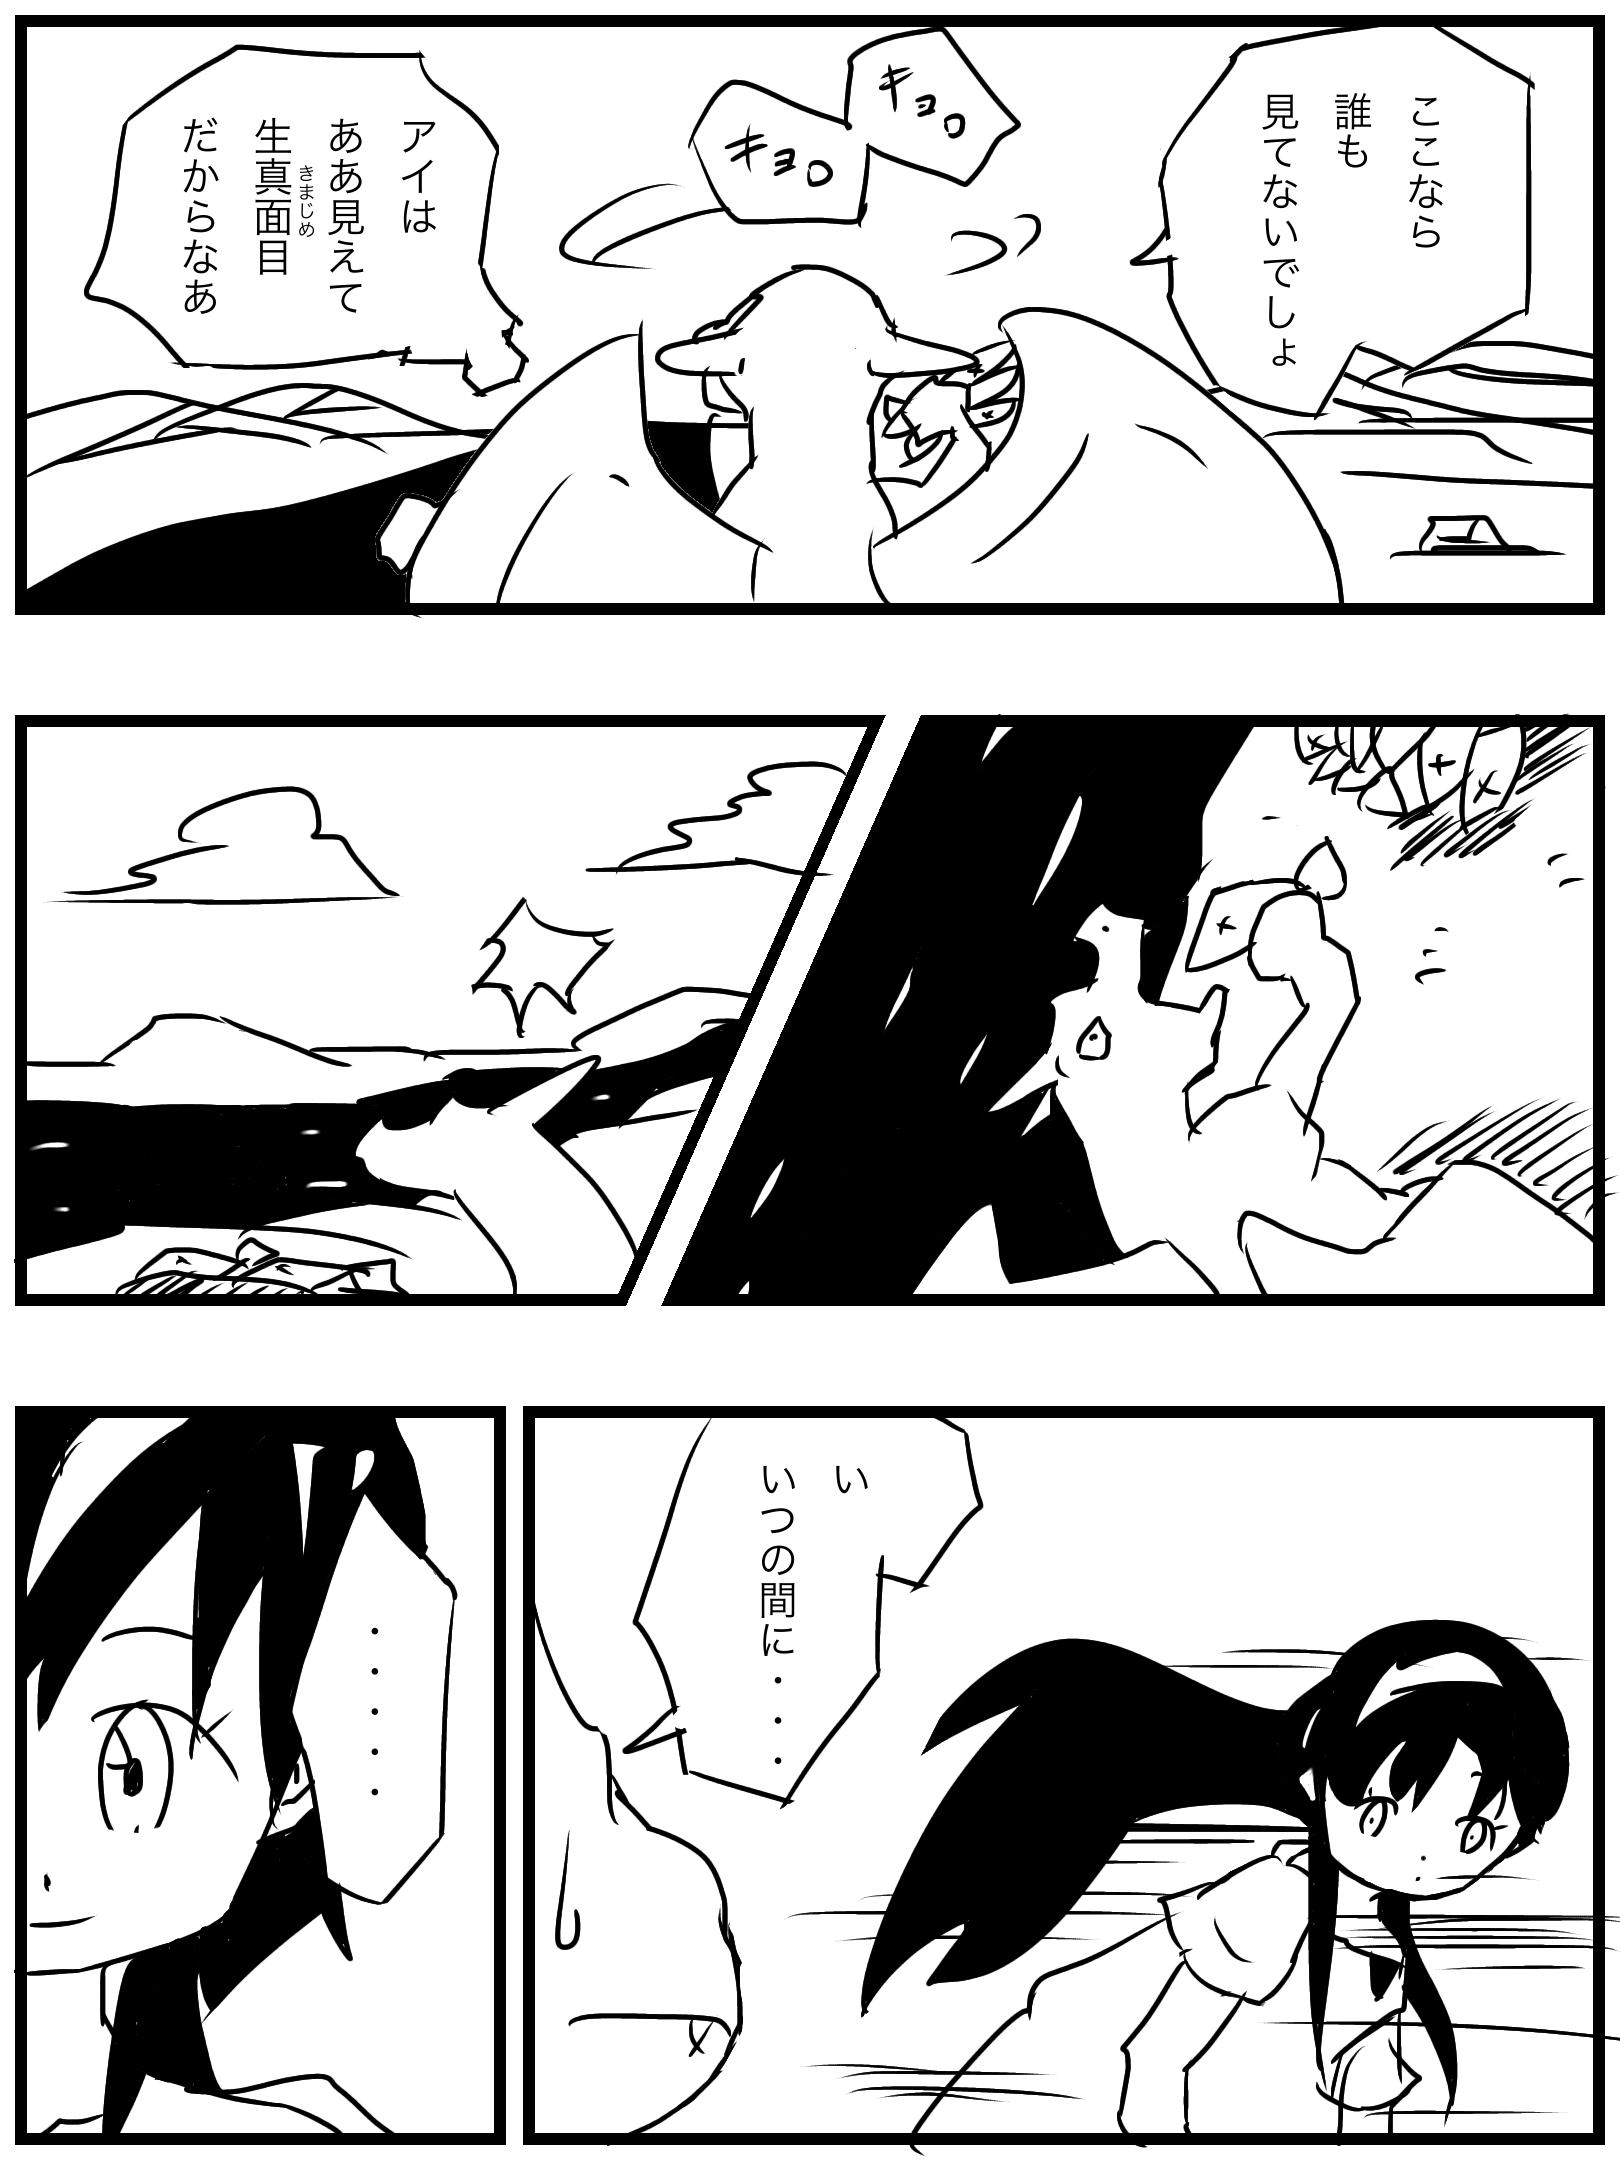 ここなら
誰も
見てないでしょ
キョロ
キョロ
アイは
ああ見えて
生真面目
きまじめ
だからなあ
い
いつの間に・・・
・・・・・